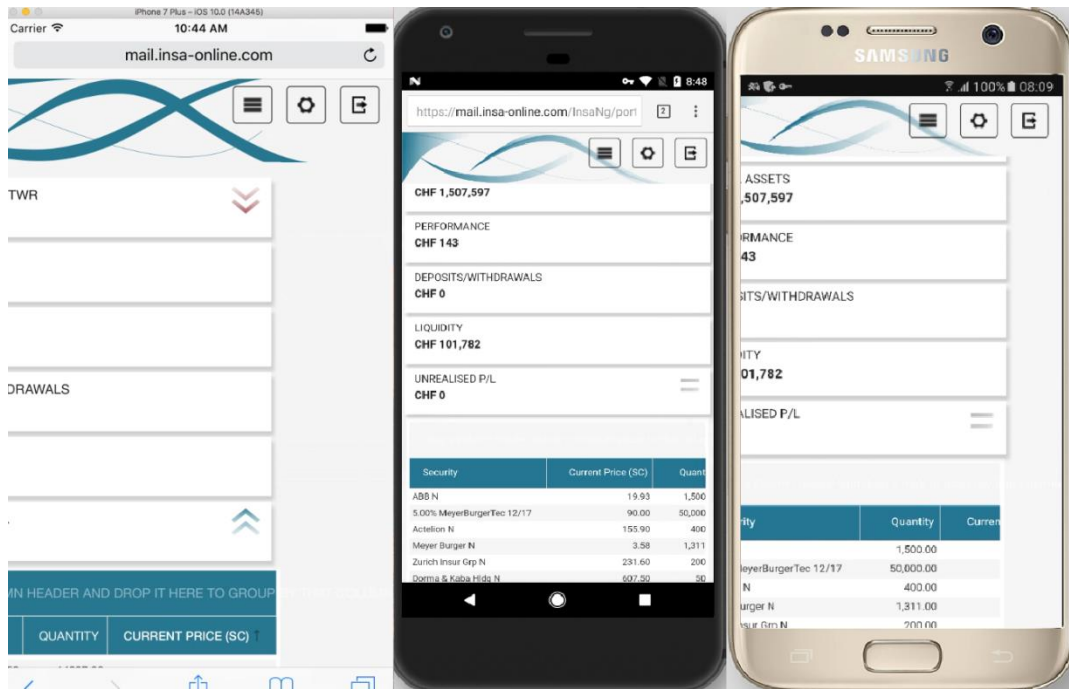 iPhone 7 Plus – iOS 10.0 (14A345)
Carrier
10:44 AM
mail.insa-online.com
TWR
DRAWALS
MN HEADER AND DROP IT HERE TO GROUP
QUANTITY CURRENT PRICE (SC) ↑
N 8:48
https://mail.insa-online.com/InsaNg/port 2
CHF 1,507,597
PERFORMANCE
CHF 143
DEPOSITS/WITHDRAWALS
CHF 0
LIQUIDITY
CHF 101,782
UNREALISED P/L
CHF 0
Security Current Price (SC) Quant
ABB N 19.93 1,500
5.00% MeyerBurgerTec 12/17 90.00 50,000
Actelion N 155.90 400
Meyer Burger N 3.58 1,311
Zurich Insur Grp N 231.60 200
Dorma & Kaba Hldg N 607.50 50
SAMSUNG
100% 08:09
ASSETS
,507,597
RMANCE
43
SITS/WITHDRAWALS
DITY
01,782
ALISED P/L
rity Quantity Curren
1,500.00
MeyerBurgerTec 12/17 50,000.00
N 400.00
urger N 1,311.00
nsur Grp N 200.00